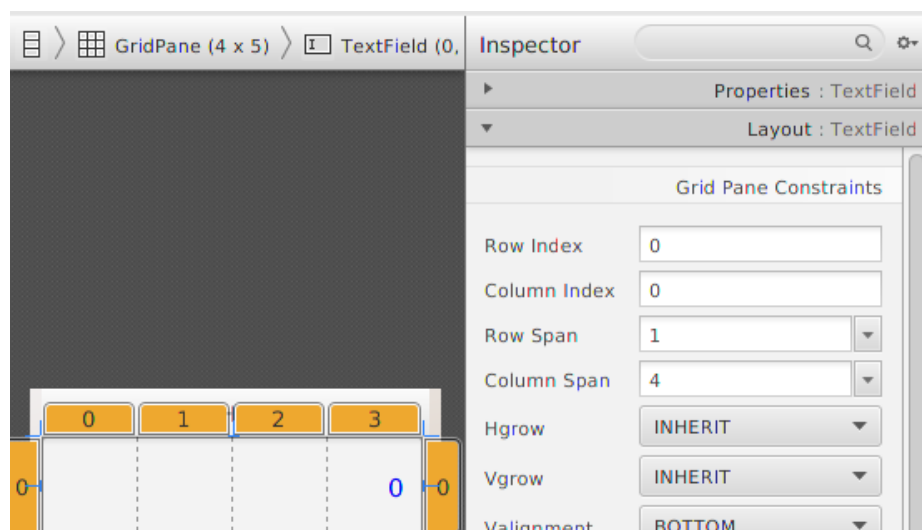 GridPane (4 x 5) TextField (0,
Inspector
Properties : TextField
Layout : TextField
Grid Pane Constraints
Row Index 0
Column Index 0
Row Span 1
Column Span 4
Hgrow INHERIT
Vgrow INHERIT
Valignment BOTTOM
0 1 2 3
0 0 0